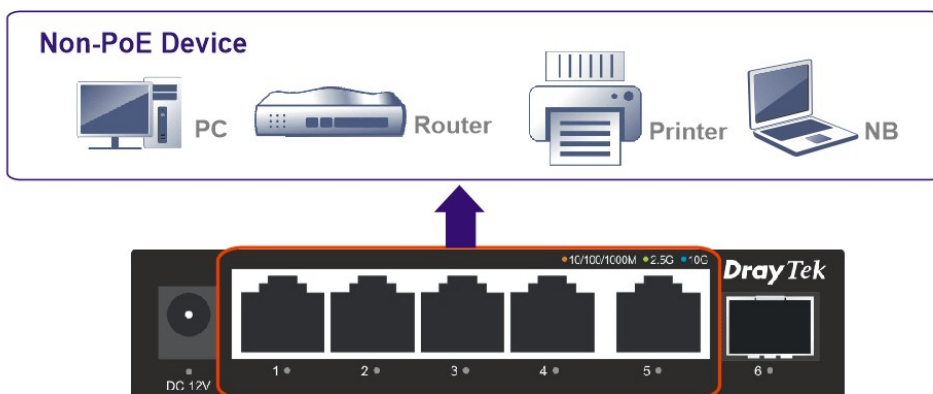 Non-PoE Device
PC
Router
Printer
NB
10/100/1000M 2.5G 10G
DrayTek
1 2 3 4 5 6
DC 12V